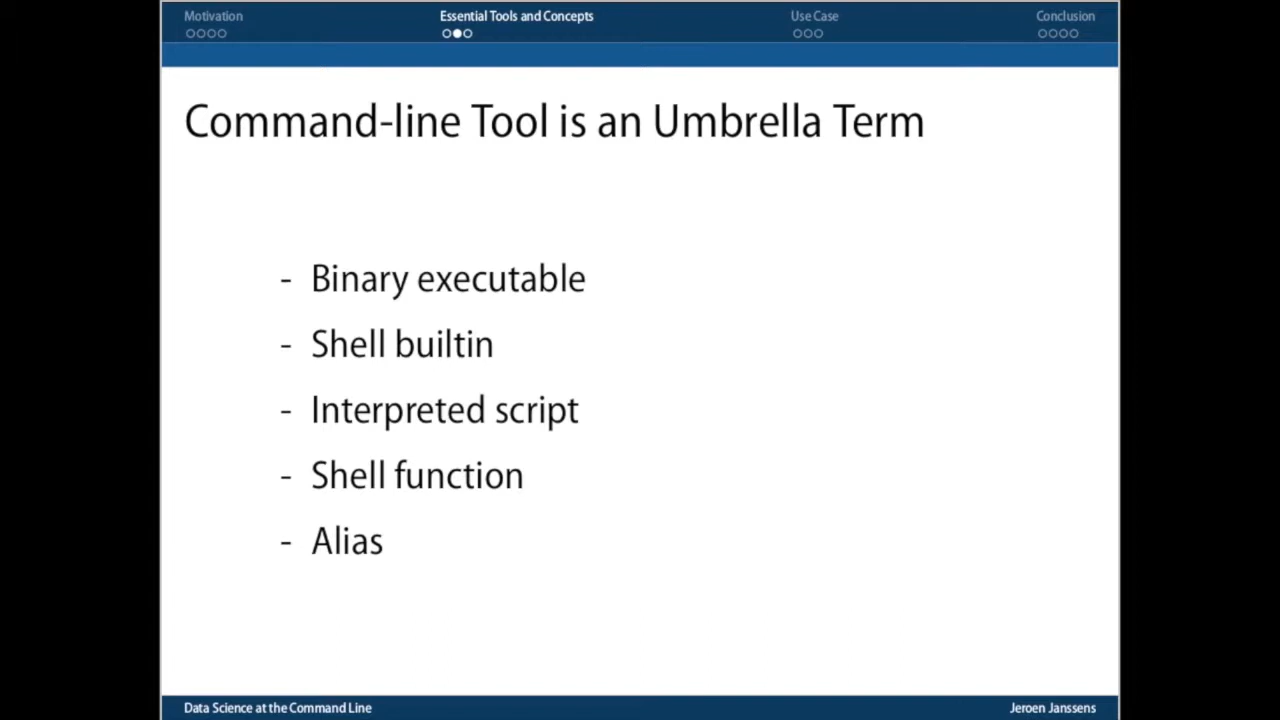 Motivation
Essential Tools and Concepts
Use Case
Conclusion
Command-line Tool is an Umbrella Term
- Binary executable
- Shell builtin
- Interpreted script
- Shell function
- Alias
Data Science at the Command Line
Jeroen Janssens